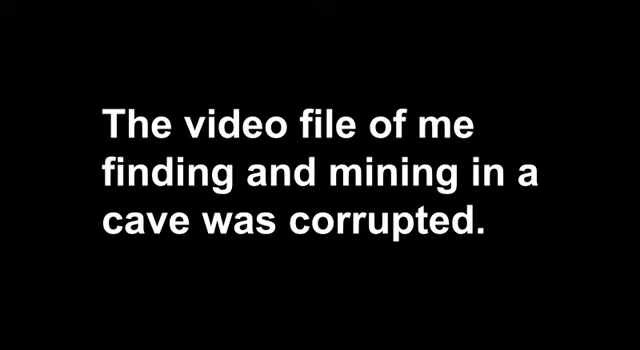 The video file of me
finding and mining in a
cave was corrupted.